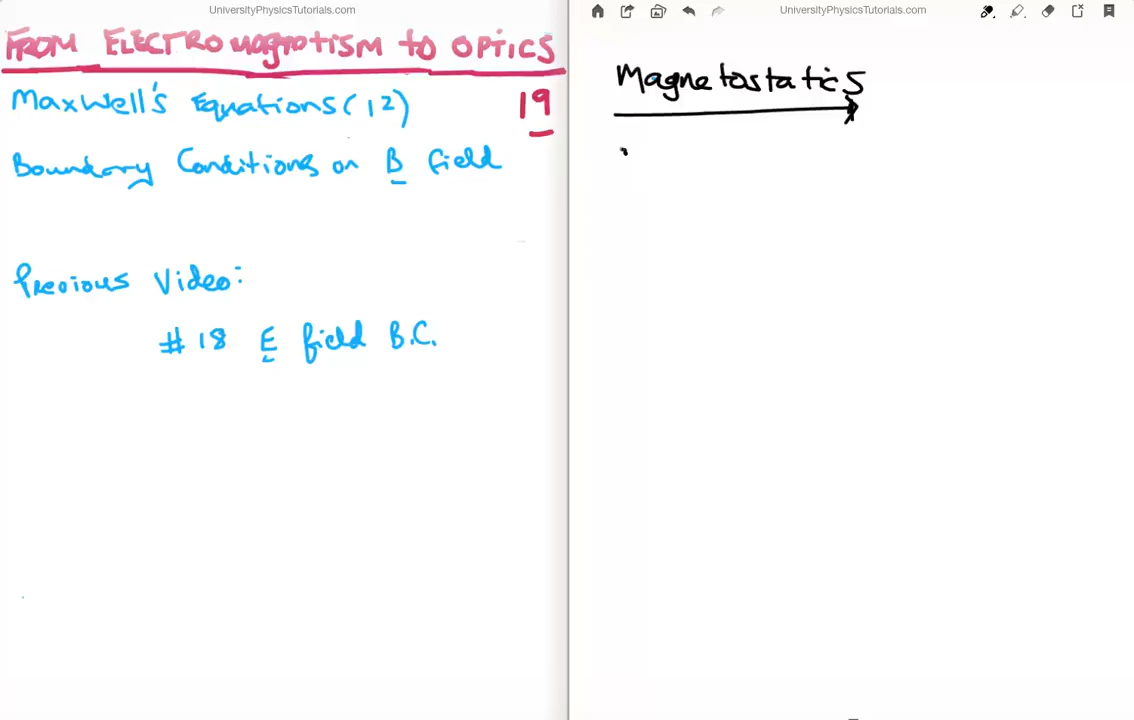 UniversityPhysicsTutorials.com
FROM ELECTROMAGNETISM to OPTICS
Maxwell's Equations (12)
19
Boundary Conditions on B field
Previous Video:
# 18 E field B.C.
UniversityPhysicsTutorials.com
Magnetostatics